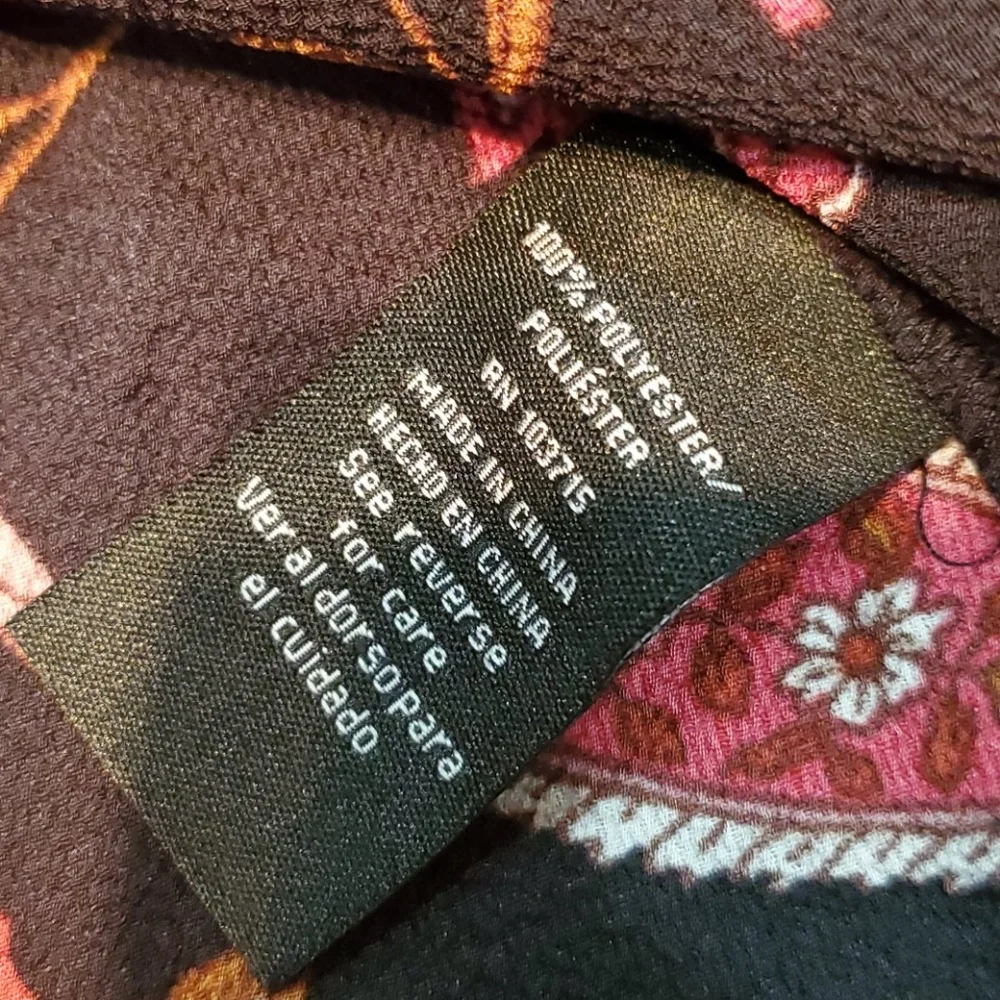 100% POLYESTER/
POLIÉSTER
RN 103715
MADE IN CHINA
HECHO EN CHINA
See reverse
for care
Ver al dorso para
el cuidado